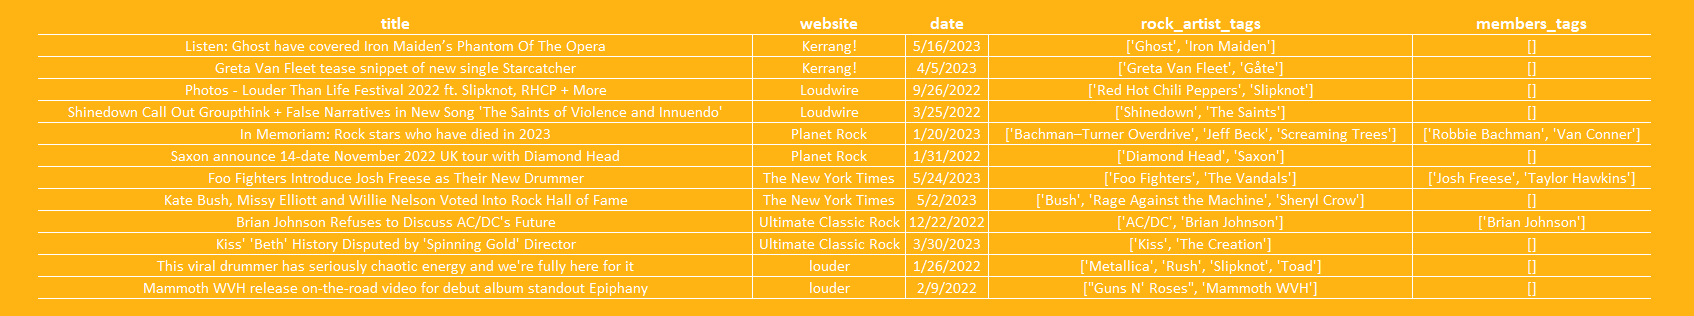 title website date rock_artist_tags members_tags
Listen: Ghost have covered Iron Maiden’s Phantom Of The Opera Kerrang! 5/16/2023 ['Ghost', 'Iron Maiden'] []
Greta Van Fleet tease snippet of new single Starcatcher Kerrang! 4/5/2023 ['Greta Van Fleet', 'Gåte'] []
Photos - Louder Than Life Festival 2022 ft. Slipknot, RHCP + More Loudwire 9/26/2022 ['Red Hot Chili Peppers', 'Slipknot'] []
Shinedown Call Out Groupthink + False Narratives in New Song 'The Saints of Violence and Innuendo' Loudwire 3/25/2022 ['Shinedown', 'The Saints'] []
In Memoriam: Rock stars who have died in 2023 Planet Rock 1/20/2023 ['Bachman–Turner Overdrive', 'Jeff Beck', 'Screaming Trees'] ['Robbie Bachman', 'Van Conner']
Saxon announce 14-date November 2022 UK tour with Diamond Head Planet Rock 1/31/2022 ['Diamond Head', 'Saxon'] []
Foo Fighters Introduce Josh Freese as Their New Drummer The New York Times 5/24/2023 ['Foo Fighters', 'The Vandals'] ['Josh Freese', 'Taylor Hawkins']
Kate Bush, Missy Elliott and Willie Nelson Voted Into Rock Hall of Fame The New York Times 5/2/2023 ['Bush', 'Rage Against the Machine', 'Sheryl Crow'] []
Brian Johnson Refuses to Discuss AC/DC's Future Ultimate Classic Rock 12/22/2022 ['AC/DC', 'Brian Johnson'] ['Brian Johnson']
Kiss' 'Beth' History Disputed by 'Spinning Gold' Director Ultimate Classic Rock 3/30/2023 ['Kiss', 'The Creation'] []
This viral drummer has seriously chaotic energy and we're fully here for it louder 1/26/2022 ['Metallica', 'Rush', 'Slipknot', 'Toad'] []
Mammoth WVH release on-the-road video for debut album standout Epiphany louder 2/9/2022 ["Guns N' Roses", 'Mammoth WVH'] []